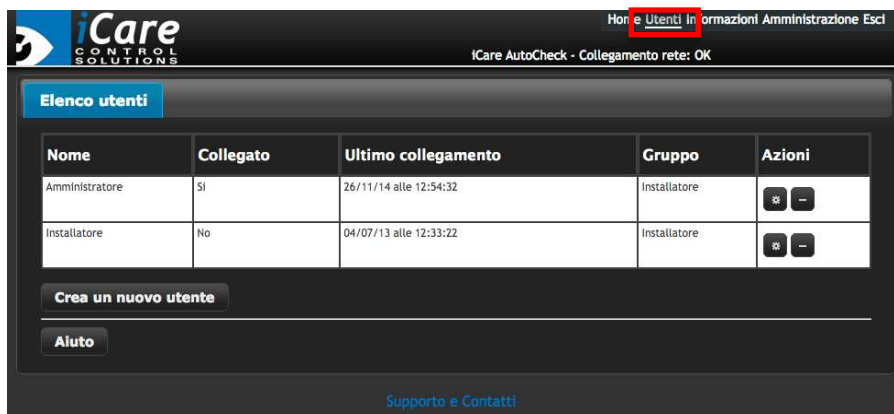 iCare
CONTROL
SOLUTIONS
Home Utenti Informazioni Amministrazione Esci
iCare AutoCheck - Collegamento rete: OK
Elenco utenti
Nome Collegato Ultimo collegamento Gruppo Azioni
Amministratore Si 26/11/14 alle 12:54:32 Installatore
Installatore No 04/07/13 alle 12:33:22 Installatore
Crea un nuovo utente
Aiuto
Supporto e Contatti